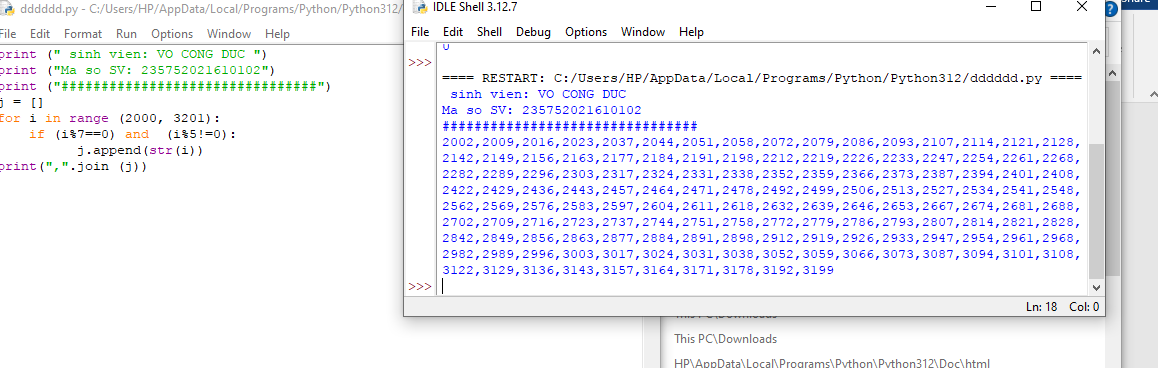 dddddd.py - C:/Users/HP/AppData/Local/Programs/Python/Python312/
File Edit Format Run Options Window Help
print (" sinh vien: VO CONG DUC ")
print ("Ma so SV: 235752021610102")
print ("################################")
j = []
for i in range (2000, 3201):
if (i%7==0) and (i%5!=0):
j.append(str(i))
print(",".join (j))
IDLE Shell 3.12.7
File Edit Shell Debug Options Window Help
>>>
==== RESTART: C:/Users/HP/AppData/Local/Programs/Python/Python312/dddddd.py ====
sinh vien: VO CONG DUC
Ma so SV: 235752021610102
################################
2002,2009,2016,2023,2037,2044,2051,2058,2072,2079,2086,2093,2107,2114,2121,2128,
2142,2149,2156,2163,2177,2184,2191,2198,2212,2219,2226,2233,2247,2254,2261,2268,
2282,2289,2296,2303,2317,2324,2331,2338,2352,2359,2366,2373,2387,2394,2401,2408,
2422,2429,2436,2443,2457,2464,2471,2478,2492,2499,2506,2513,2527,2534,2541,2548,
2562,2569,2576,2583,2597,2604,2611,2618,2632,2639,2646,2653,2667,2674,2681,2688,
2702,2709,2716,2723,2737,2744,2751,2758,2772,2779,2786,2793,2807,2814,2821,2828,
2842,2849,2856,2863,2877,2884,2891,2898,2912,2919,2926,2933,2947,2954,2961,2968,
2982,2989,2996,3003,3017,3024,3031,3038,3052,3059,3066,3073,3087,3094,3101,3108,
3122,3129,3136,3143,3157,3164,3171,3178,3192,3199
>>>
Ln: 18 Col: 0
This PC\Downloads
This PC\Downloads
HP\AppData\Local\Programs\Python\Python312\Doc\html
Share